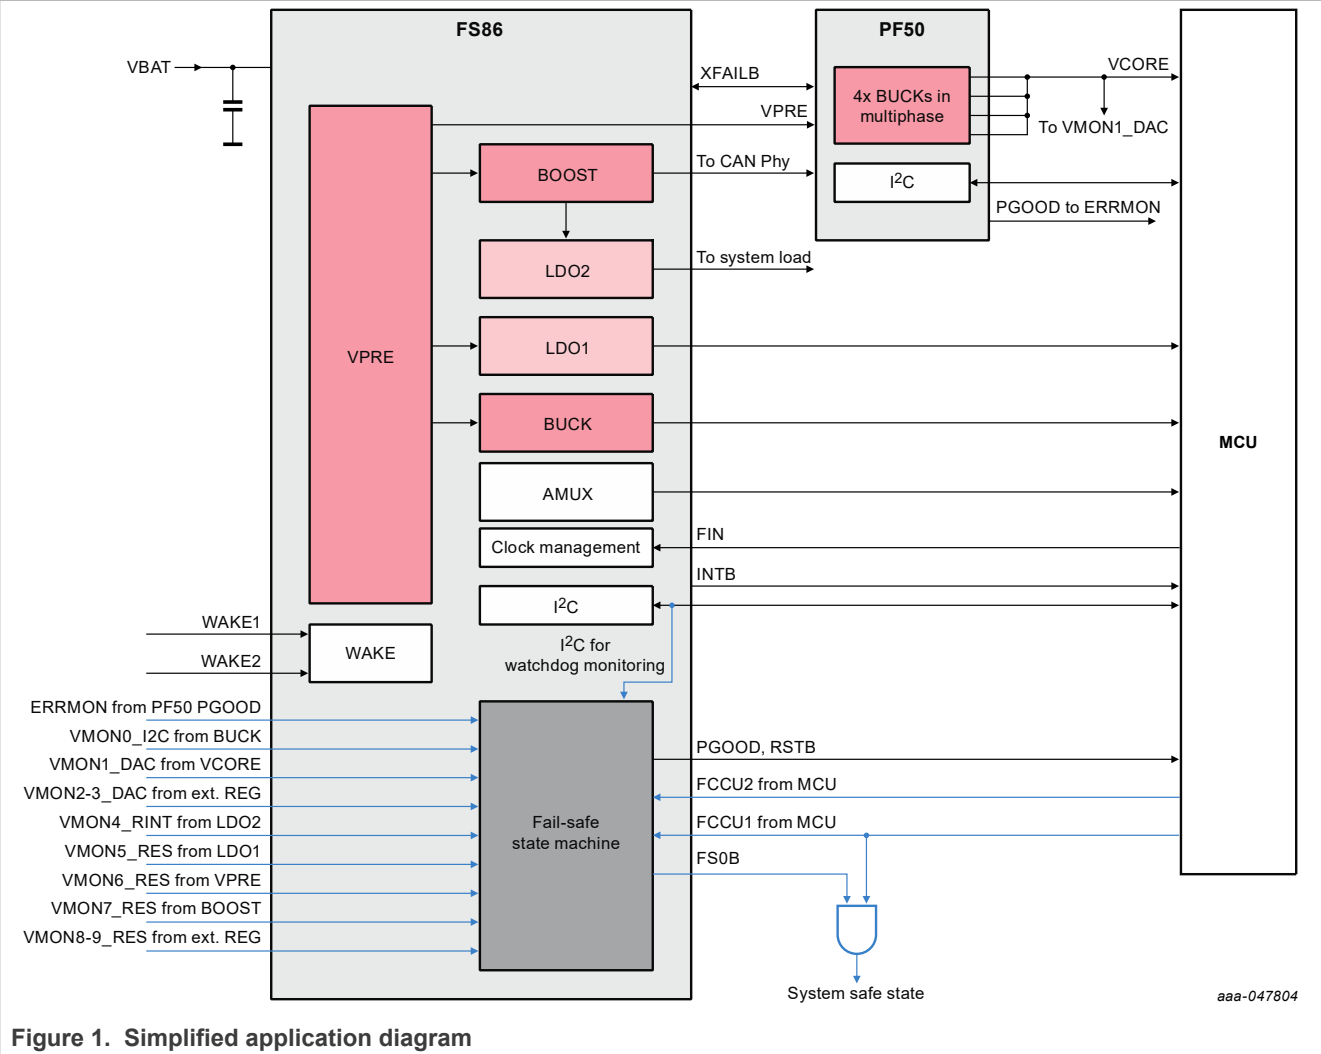 FS86
PF50
VBAT
XFAILB
VCORE
4x BUCKs in
multiphase
VPRE
To VMON1_DAC
To CAN Phy
BOOST
I2C
PGOOD to ERRMON
To system load
LDO2
LDO1
VPRE
BUCK
MCU
AMUX
FIN
Clock management
INTB
I2C
WAKE1
I2C for
watchdog monitoring
WAKE
WAKE2
ERRMON from PF50 PGOOD
VMON0_I2C from BUCK
PGOOD, RSTB
VMON1_DAC from VCORE
FCCU2 from MCU
VMON2-3_DAC from ext. REG
VMON4_RINT from LDO2
Fail-safe
state machine
FCCU1 from MCU
VMON5_RES from LDO1
FS0B
VMON6_RES from VPRE
VMON7_RES from BOOST
VMON8-9_RES from ext. REG
System safe state
aaa-047804
Figure 1. Simplified application diagram